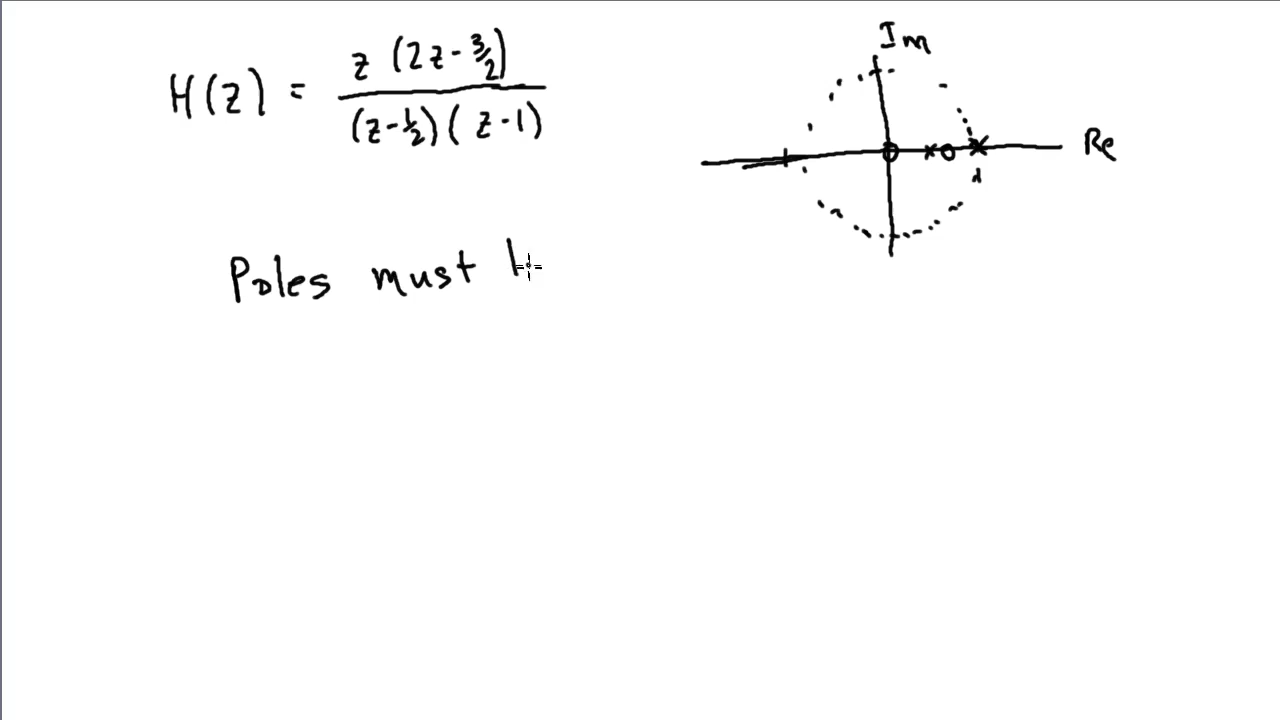 H(z) = z (2z - 3/2) / (z - 1/2)(z - 1)
Im
Re
1
Poles must